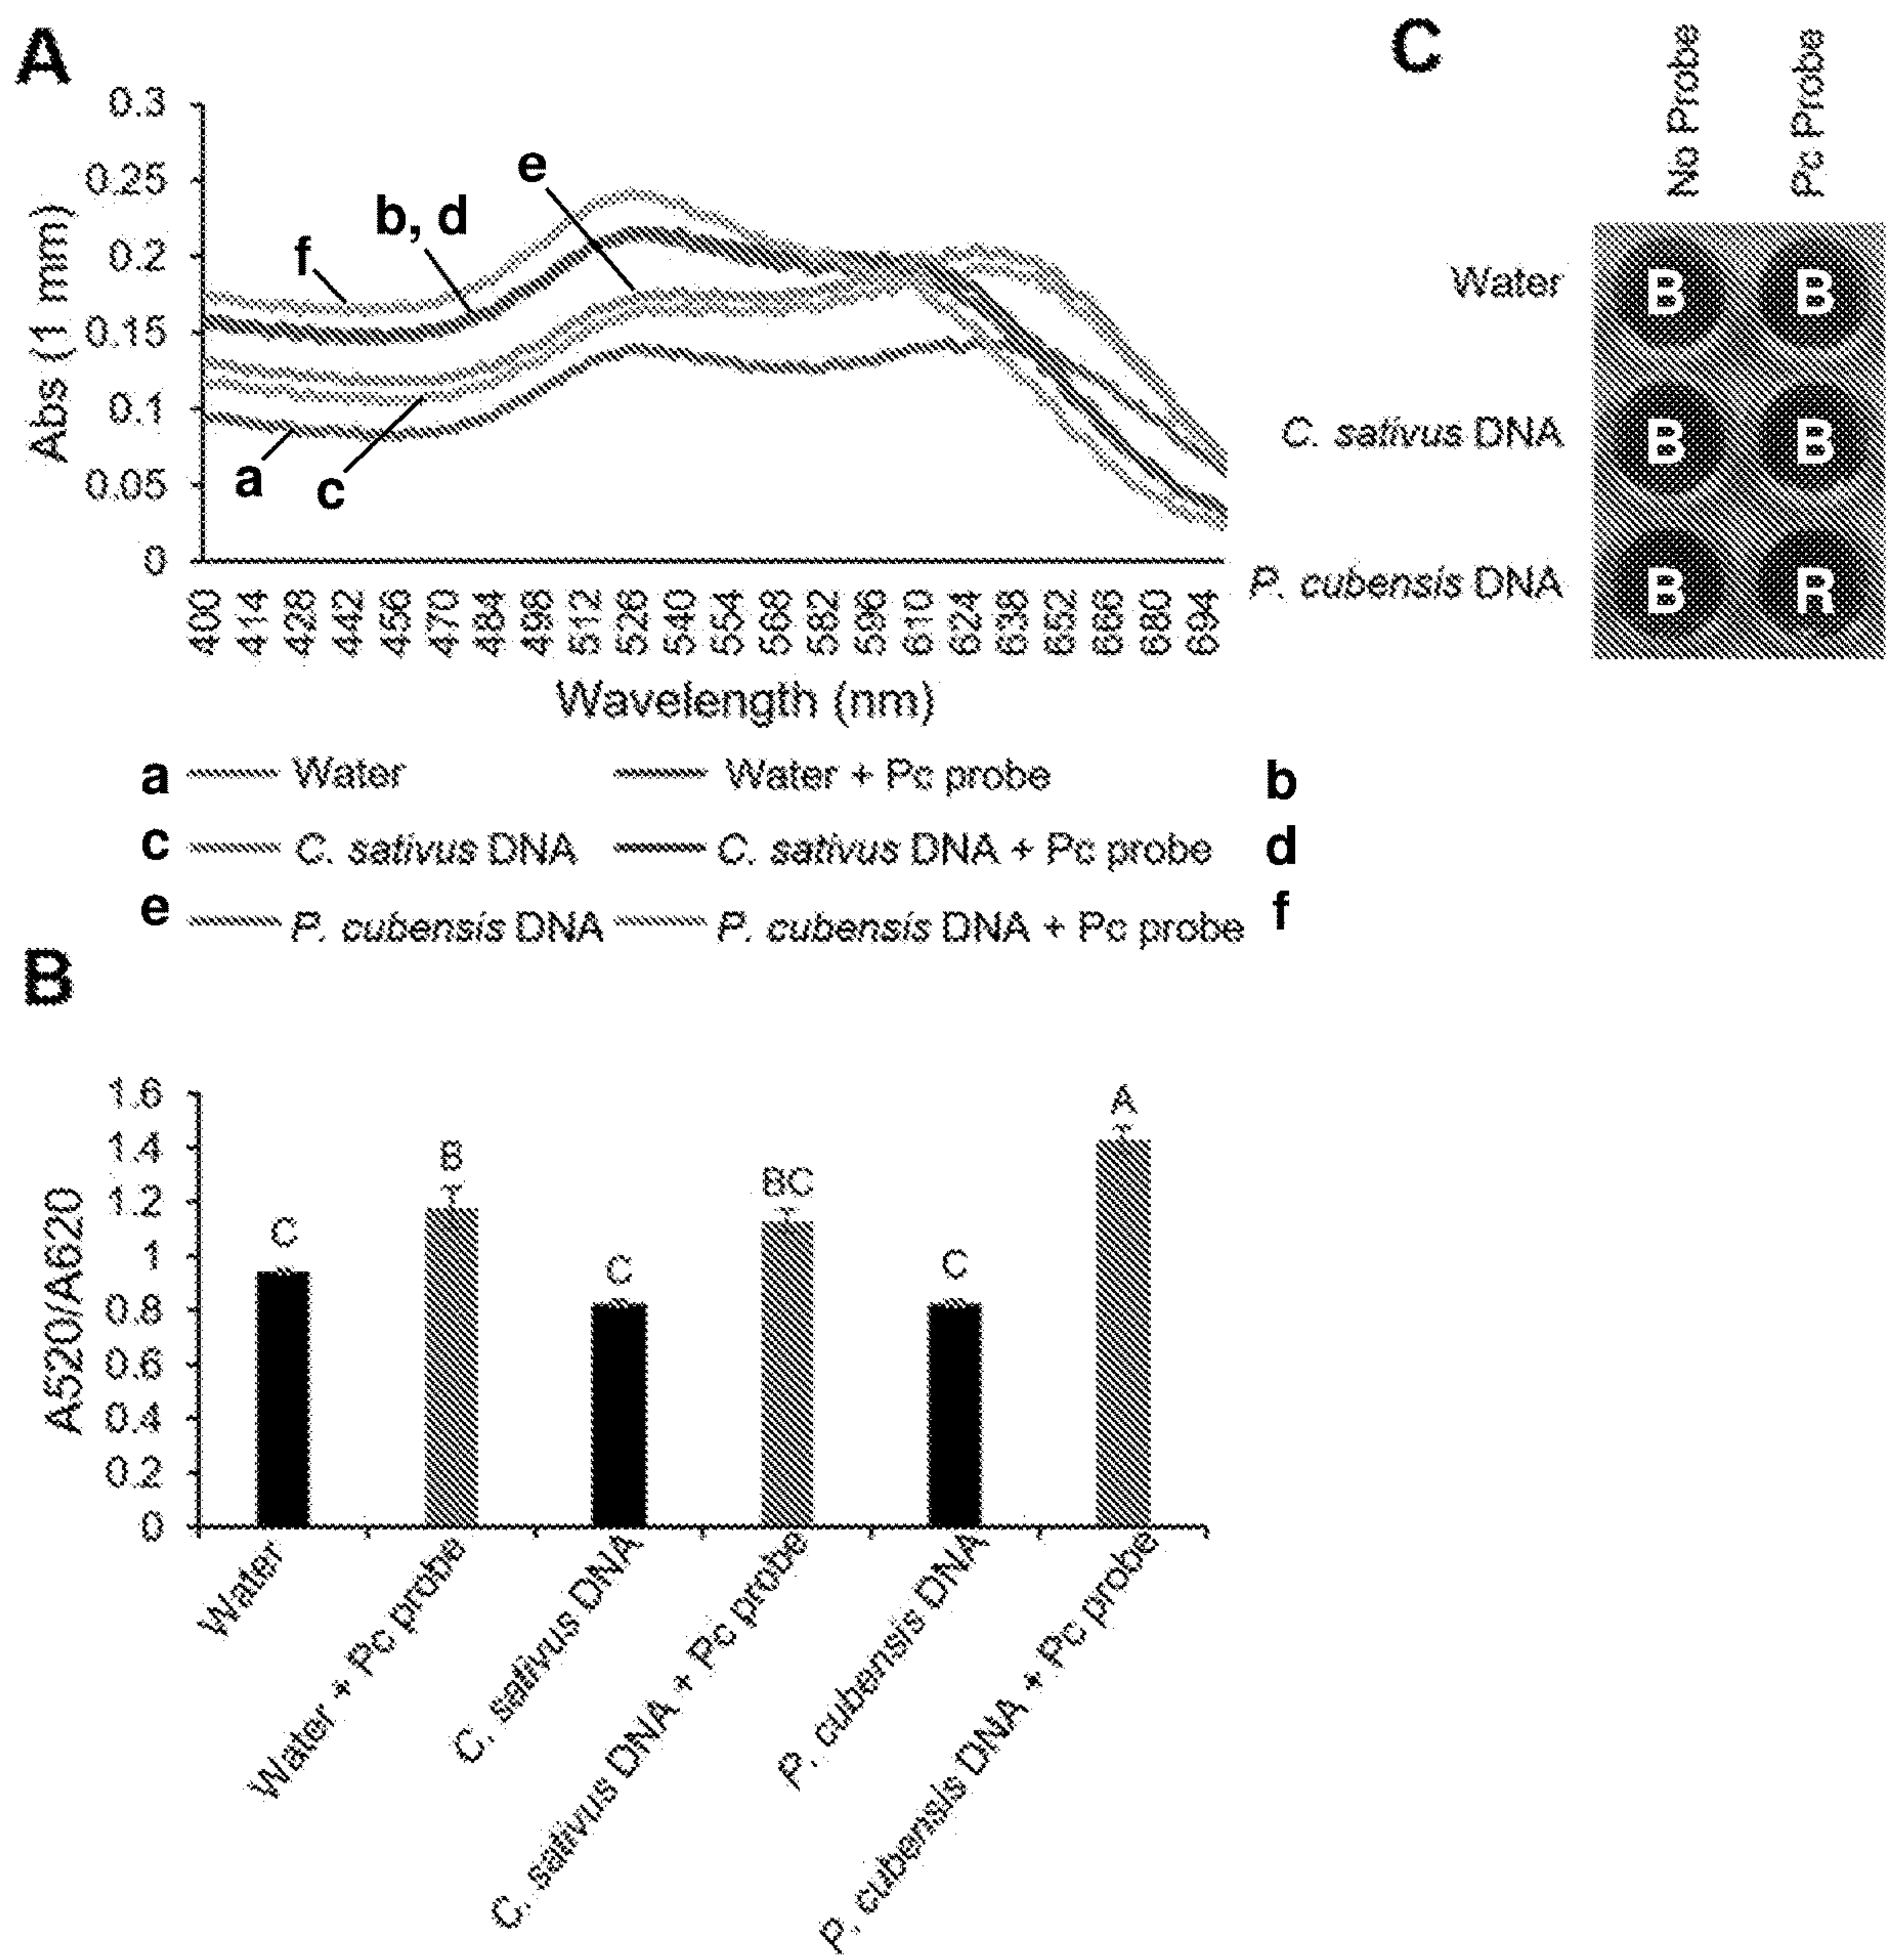 A
0.3
0.25
0.2
0.15
0.1
0.05
0
Abs (1 mm)
e
b, d
f
a
c
400 414 428 442 456 470 484 498 512 526 540 554 568 582 596 610 624 638 652 666 680 694
Wavelength (nm)
a Water Water + Pc probe b
c C. sativus DNA C. sativus DNA + Pc probe d
e P. cubensis DNA P. cubensis DNA + Pc probe f
C
No Probe
Pc Probe
Water B B
C. sativus DNA B B
P. cubensis DNA B R
B
1.6
1.4
1.2
1
0.8
0.6
0.4
0.2
0
A520/A620
C
B
C
BC
C
A
Water
Water + Pc probe
C. sativus DNA
C. sativus DNA + Pc probe
P. cubensis DNA
P. cubensis DNA + Pc probe